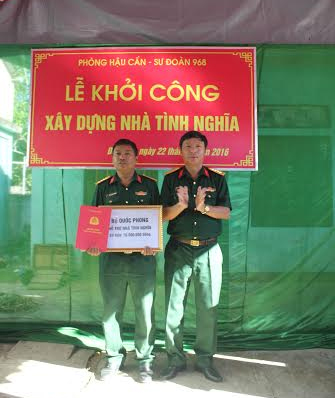 PHÒNG HẬU CẦN - SƯ ĐOÀN 968
LỄ KHỞI CÔNG
XÂY DỰNG NHÀ TÌNH NGHĨA
ngày 22 2016
BỘ QUỐC PHÒNG
TRỢ NHÀ TÌNH NGHĨA